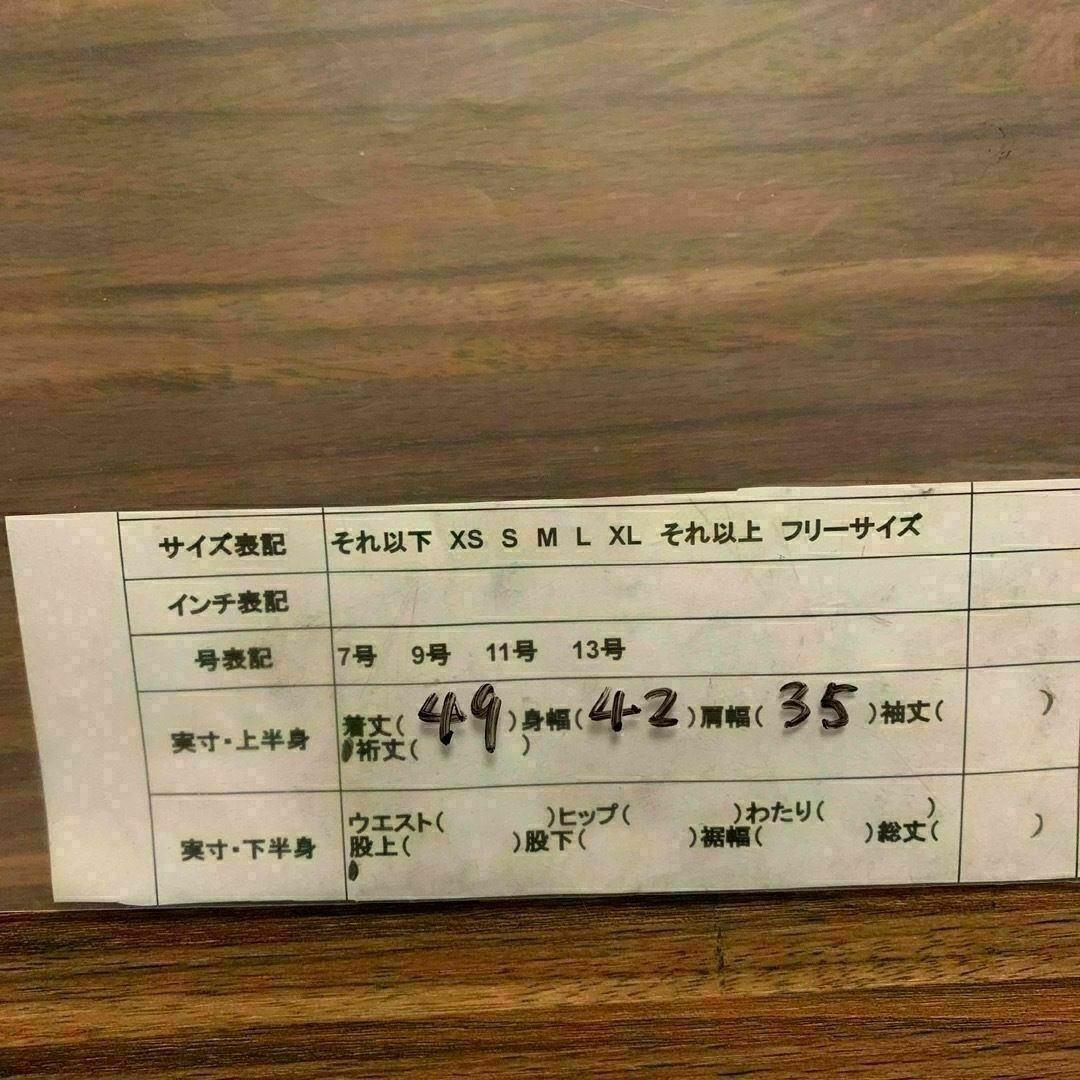 サイズ表記 それ以下 XS S M L XL それ以上 フリーサイズ
インチ表記
号表記 7号 9号 11号 13号
実寸・上半身 着丈( 49 )身幅( 42 )肩幅( 35 )袖丈( )
裄丈( )
実寸・下半身 ウエスト( )ヒップ( )わたり( )
股上( )股下( )裾幅( )総丈( )